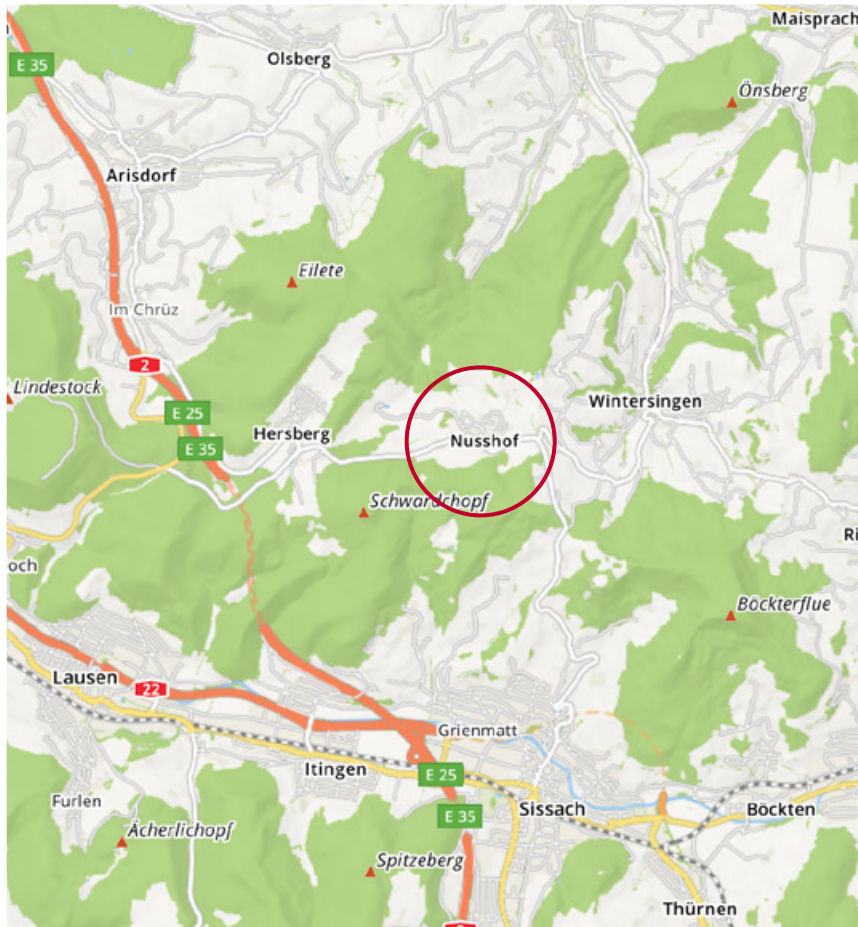 Maisprach
Olsberg
E 35
Önsberg
Arisdorf
Eilete
Im Chrüz
2
Lindestock
E 25
Wintersingen
Hersberg
Nusshof
E 35
Schwardchopf
Ri
och
Böckterflue
Lausen
22
Grienmatt
Itingen
E 25
Furlen
Sissach
Böckten
E 35
Ächerlichopf
Spitzeberg
Thürnen